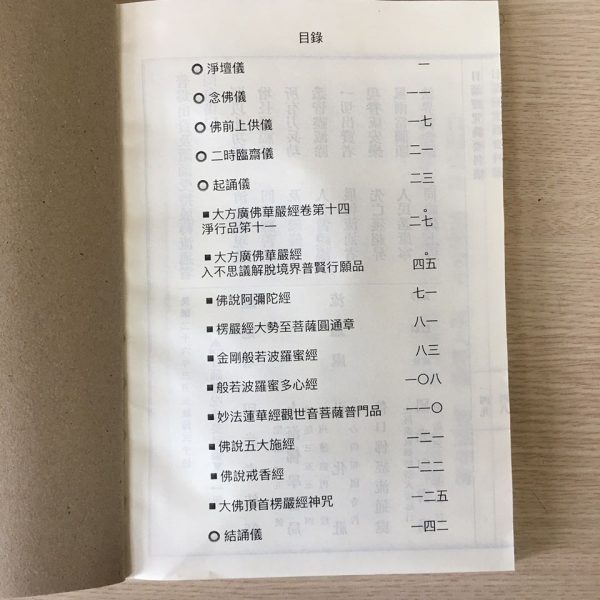 目錄
◎淨壇儀 一
◎念佛儀 一一
◎佛前上供儀 一七
◎二時臨齋儀 二一
◎起誦儀 二三
■大方廣佛華嚴經卷第十四
淨行品第十一 二七
■大方廣佛華嚴經
入不思議解脫境界普賢行願品 四五
■佛說阿彌陀經 七一
■楞嚴經大勢至菩薩圓通章 八一
■金剛般若波羅蜜經 八三
■般若波羅蜜多心經 一〇八
■妙法蓮華經觀世音菩薩普門品 一一〇
■佛說五大施經 一二一
■佛說戒香經 一二二
■大佛頂首楞嚴經神咒 一二五
◎結誦儀 一四二